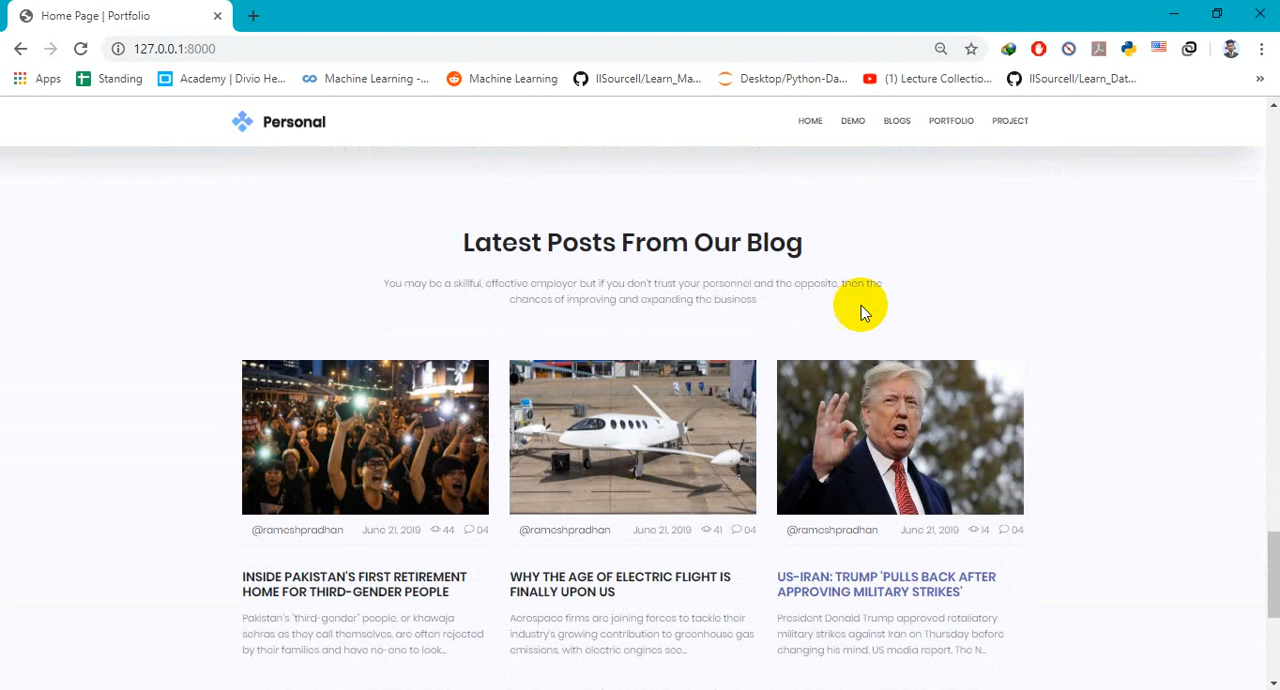 Home Page | Portfolio
127.0.0.1:8000
Apps
Standing
Academy | Divio He...
Machine Learning -...
Machine Learning
llSourcell/Learn_Ma...
Desktop/Python-Da...
(1) Lecture Collectio...
llSourcell/Learn_Dat...
»
Personal
HOME
DEMO
BLOGS
PORTFOLIO
PROJECT
Latest Posts From Our Blog
You may be a skillful, effective employer but if you don't trust your personnel and the opposite, then the
chances of improving and expanding the business
@rameshpradhan June 21, 2019 44 04
INSIDE PAKISTAN'S FIRST RETIREMENT
HOME FOR THIRD-GENDER PEOPLE
Pakistan's "third-gender" people, or khawaja
sehras as they call themselves, are often rejected
by their families and have no-one to look...
@rameshpradhan June 21, 2019 41 04
WHY THE AGE OF ELECTRIC FLIGHT IS
FINALLY UPON US
Aerospace firms are joining forces to tackle their
industry's growing contribution to greenhouse gas
emissions, with electric engines see...
@rameshpradhan June 21, 2019 14 04
US-IRAN: TRUMP 'PULLS BACK AFTER
APPROVING MILITARY STRIKES'
President Donald Trump approved retaliatory
military strikes against Iran on Thursday before
changing his mind, US media report. The N...